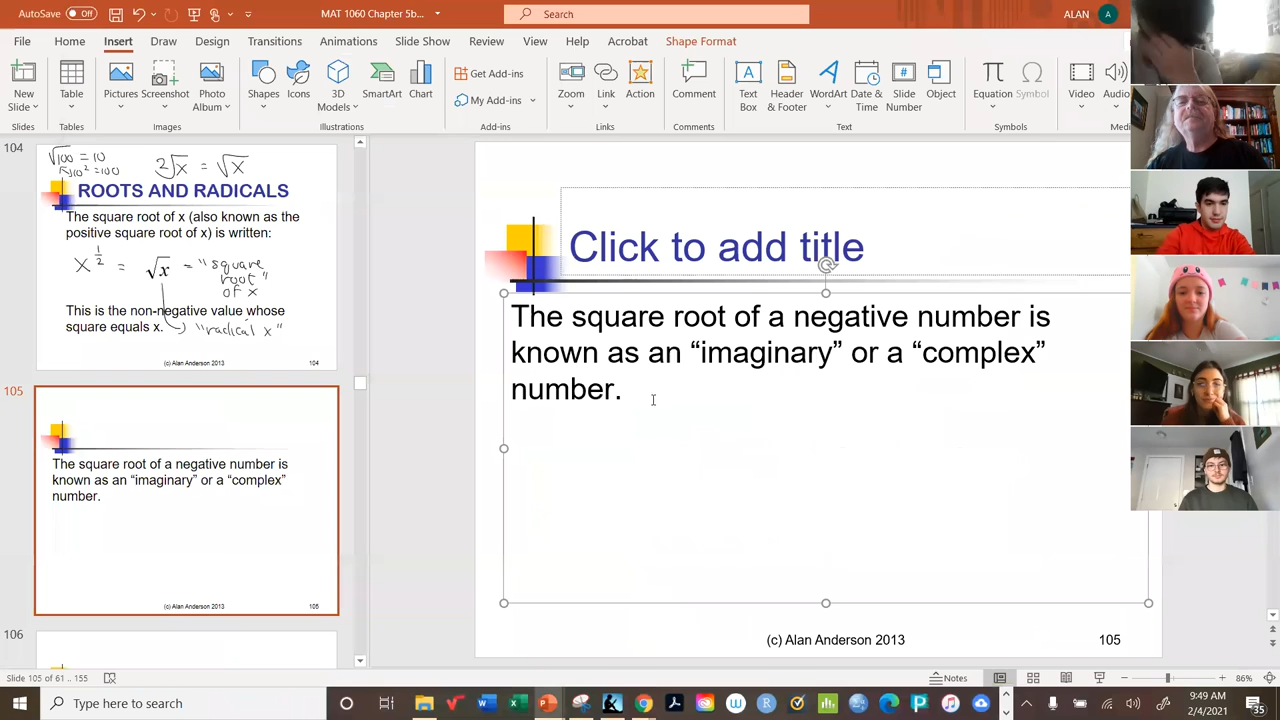 AutoSave Off
MAT 1060 Chapter 5b...
Search
ALAN
A
File Home Insert Draw Design Transitions Animations Slide Show Review View Help Acrobat Shape Format
New Slide
Table
Pictures
Screenshot
Photo Album
Shapes
Icons
3D Models
SmartArt
Chart
Get Add-ins
My Add-ins
Zoom
Link
Action
Comment
Text Box
Header & Footer
WordArt
Date & Time
Slide Number
Object
Equation
Symbol
Video
Audio
Slides Tables Images Illustrations Add-ins Links Comments Text Symbols Medi
104
√100 = 10
10² = 100
2√x = √x
ROOTS AND RADICALS
The square root of x (also known as the
positive square root of x) is written:
x^1/2 = √x = "square
root"
of x
This is the non-negative value whose
square equals x.
"radical x"
(c) Alan Anderson 2013 104
105
The square root of a negative number is
known as an “imaginary” or a “complex”
number.
(c) Alan Anderson 2013 105
106
Click to add title
The square root of a negative number is
known as an “imaginary” or a “complex”
number.
(c) Alan Anderson 2013 105
Slide 105 of 61 .. 155
Notes
86%
Type here to search
9:49 AM
2/4/2021
35